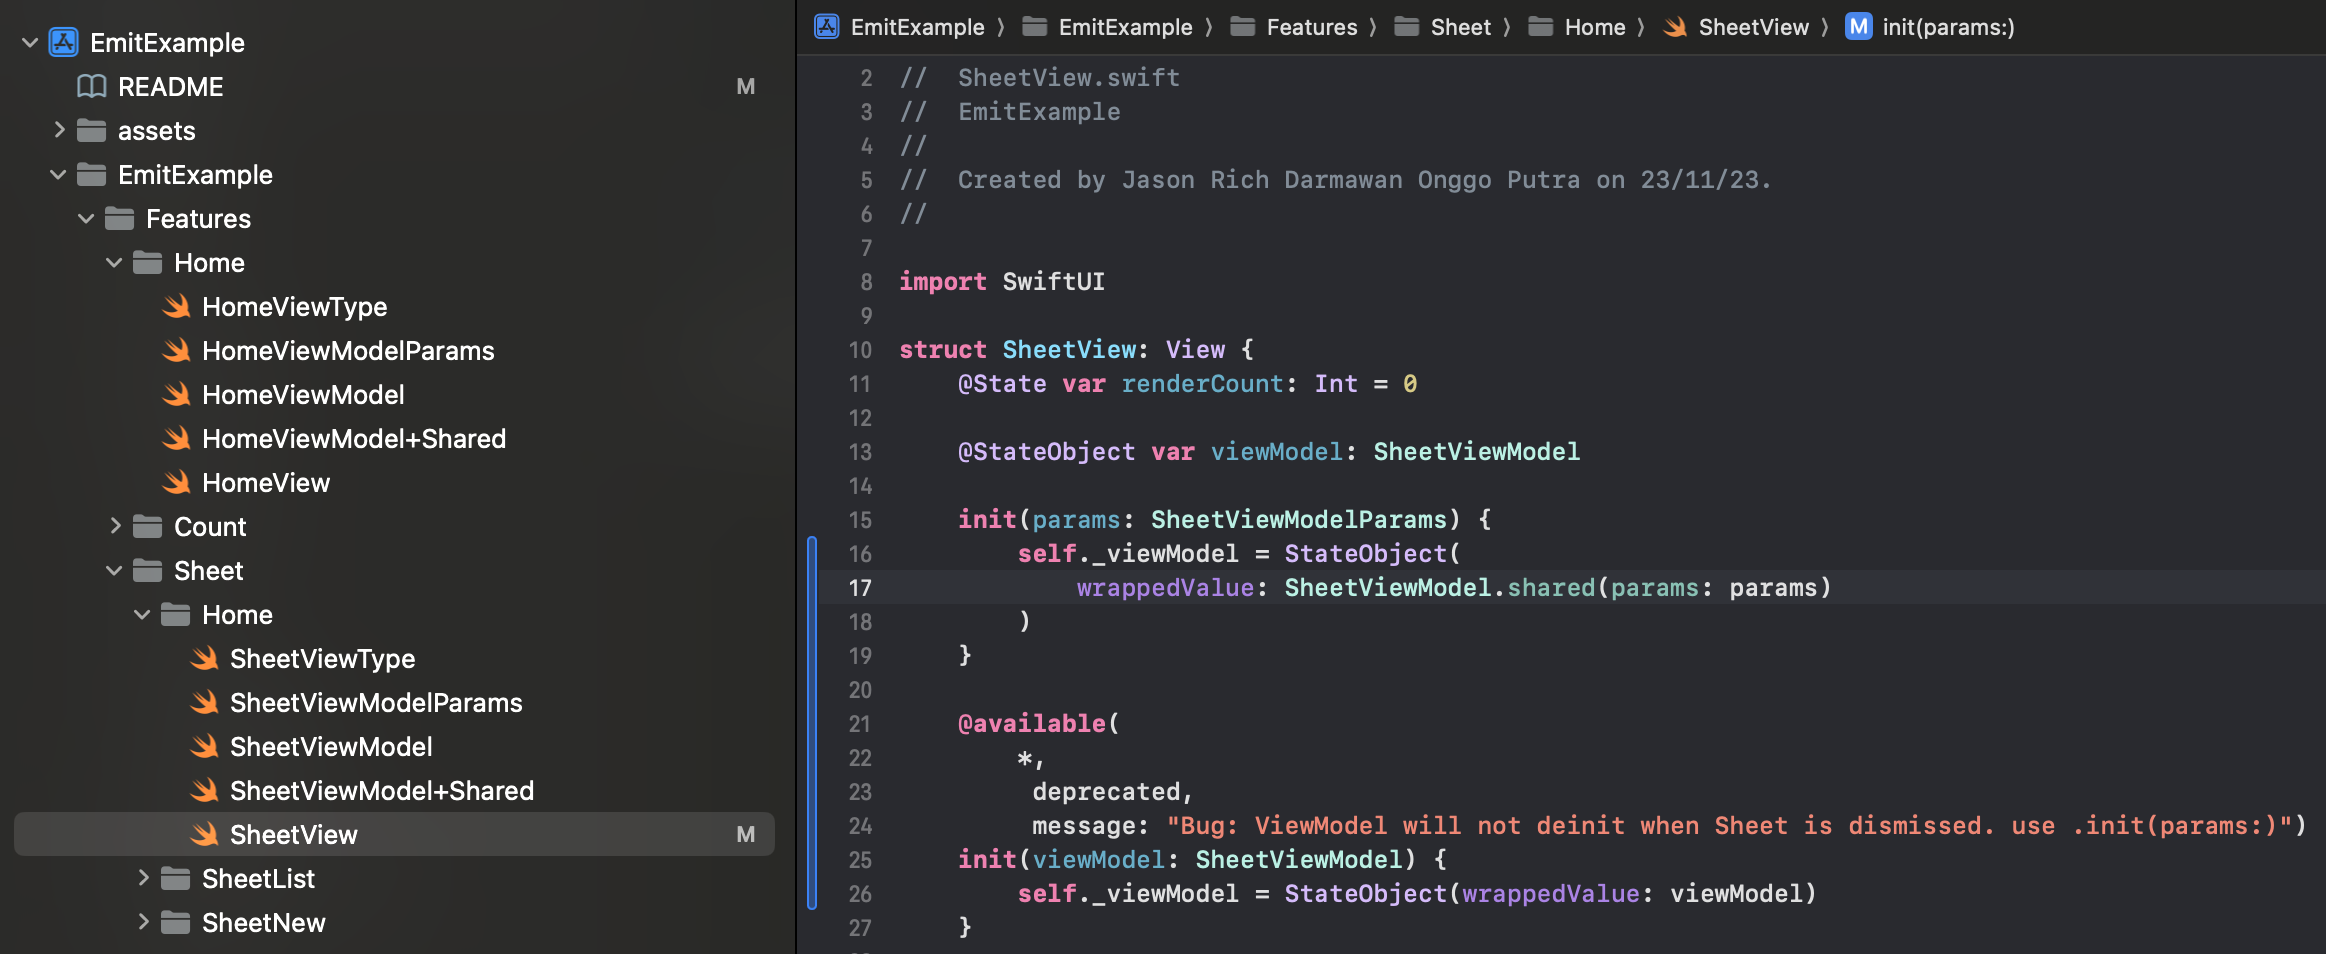 EmitExample
README M
assets
EmitExample
Features
Home
HomeViewType
HomeViewModelParams
HomeViewModel
HomeViewModel+Shared
HomeView
Count
Sheet
Home
SheetViewType
SheetViewModelParams
SheetViewModel
SheetViewModel+Shared
SheetView M
SheetList
SheetNew
EmitExample 〉 EmitExample 〉 Features 〉 Sheet 〉 Home 〉 SheetView 〉 M init(params:)
2 //  SheetView.swift
3 //  EmitExample
4 //
5 //  Created by Jason Rich Darmawan Onggo Putra on 23/11/23.
6 //
7
8 import SwiftUI
9
10 struct SheetView: View {
11     @State var renderCount: Int = 0
12
13     @StateObject var viewModel: SheetViewModel
14
15     init(params: SheetViewModelParams) {
16         self._viewModel = StateObject(
17             wrappedValue: SheetViewModel.shared(params: params)
18         )
19     }
20
21     @available(
22         *,
23          deprecated,
24          message: "Bug: ViewModel will not deinit when Sheet is dismissed. use .init(params:)")
25     init(viewModel: SheetViewModel) {
26         self._viewModel = StateObject(wrappedValue: viewModel)
27     }